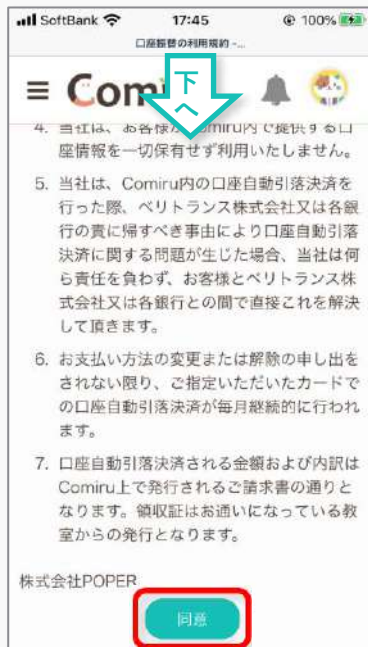 SoftBank 17:45 100%
口座振替の利用規約 -...
Comi
下
へ
4. 当社は、お客様が Comiru内で提供する口
座情報を一切保有せず利用いたしません。
5. 当社は、Comiru内の口座自動引落決済を
行った際、ベリトランス株式会社又は各銀
行の責に帰すべき事由により口座自動引落
決済に関する問題が生じた場合、当社は何
ら責任を負わず、お客様とベリトランス株
式会社又は各銀行との間で直接これを解決
して頂きます。
6. お支払い方法の変更または解除の申し出を
されない限り、ご指定いただいたカードで
の口座自動引落決済が毎月継続的に行われ
ます。
7. 口座自動引落決済される金額および内訳は
Comiru上で発行されるご請求書の通りと
なります。領収証はお通いになっている教
室からの発行となります。
株式会社POPER
同意